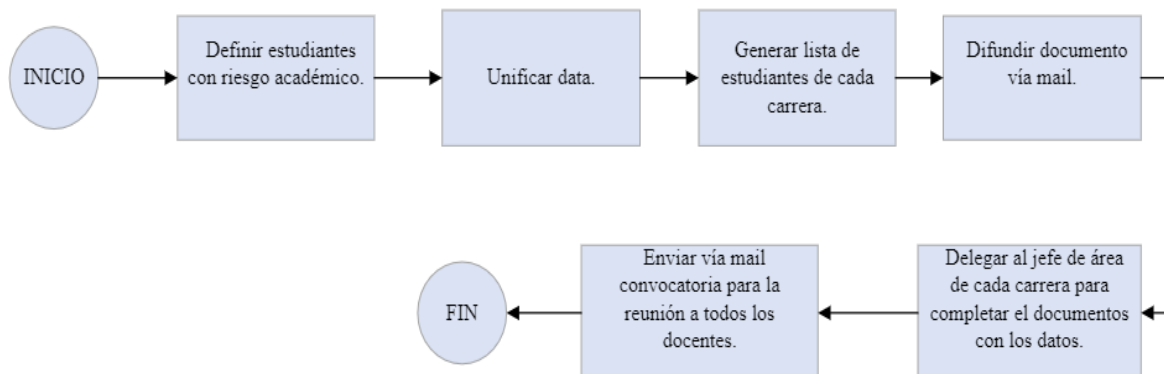 INICIO
Definir estudiantes
con riesgo académico.
Unificar data.
Generar lista de
estudiantes de cada
carrera.
Difundir documento
vía mail.
Delegar al jefe de área
de cada carrera para
completar el documentos
con los datos.
Enviar vía mail
convocatoria para la
reunión a todos los
docentes.
FIN